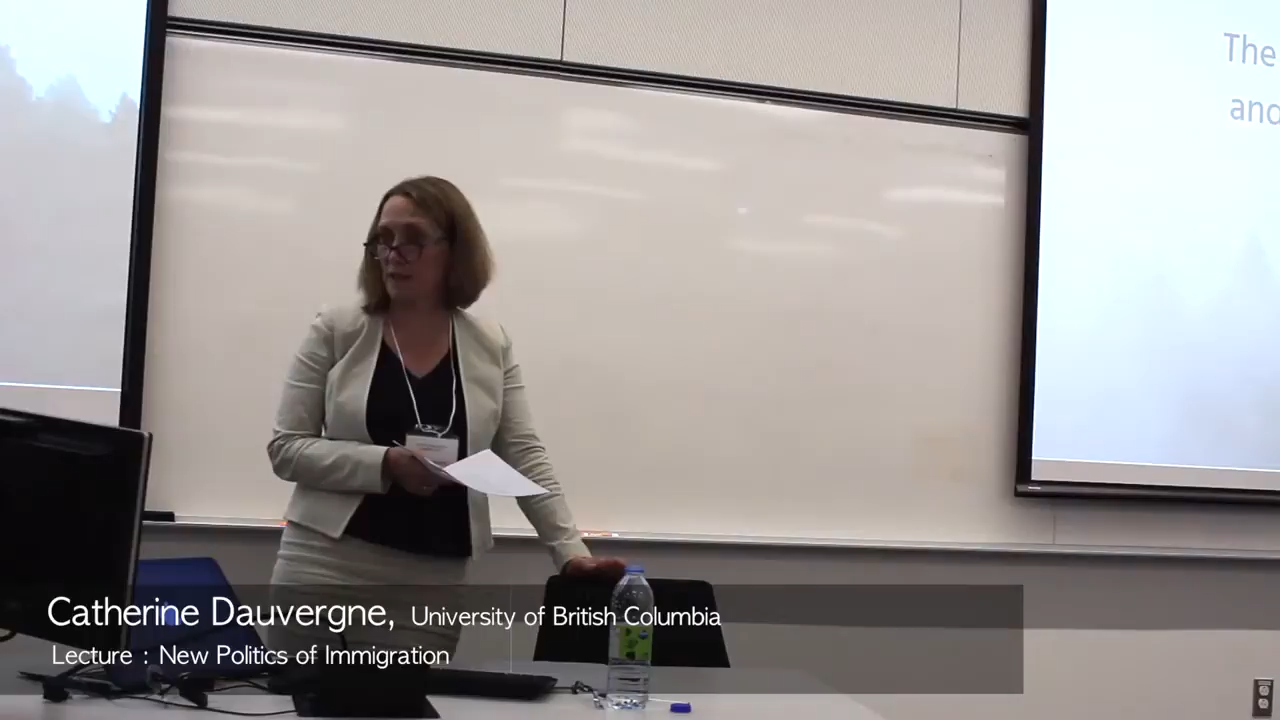 The
and
Catherine Dauvergne, University of British Columbia
Lecture : New Politics of Immigration